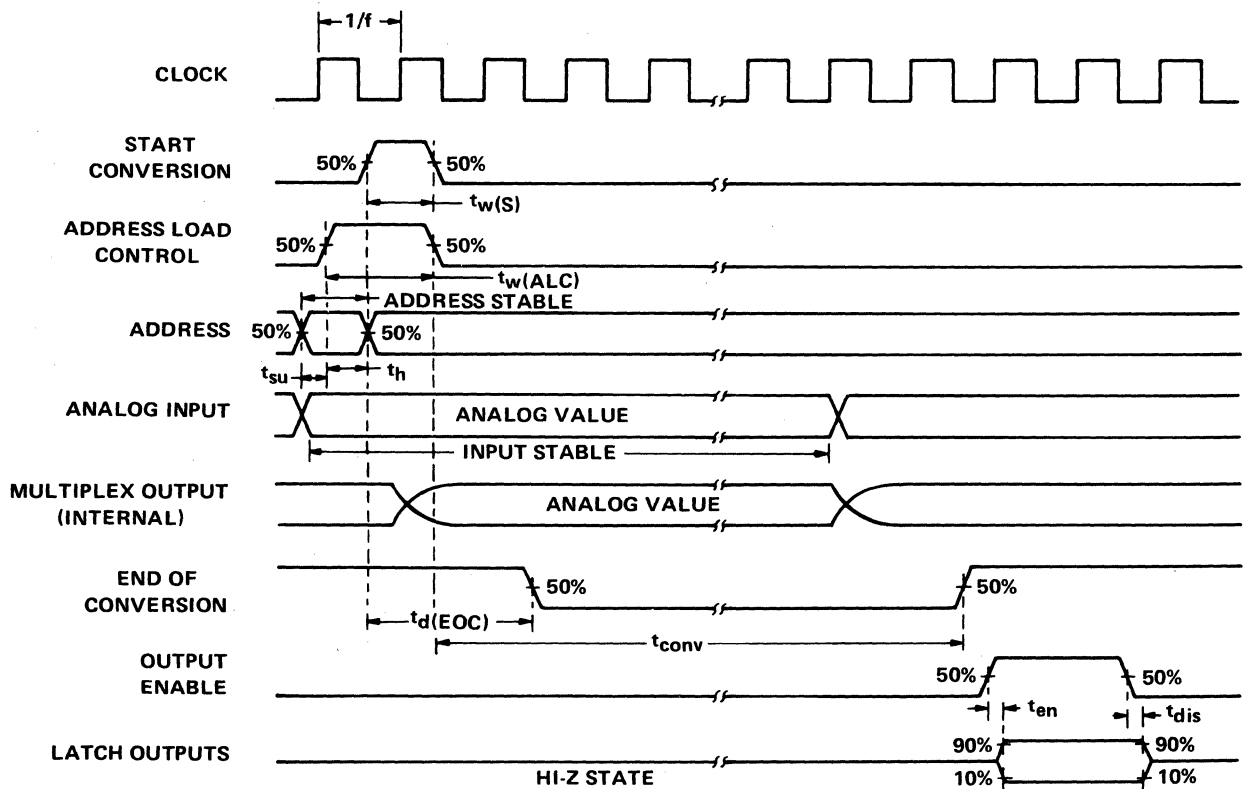 1/f
CLOCK
START
CONVERSION
50%
50%
tw(S)
ADDRESS LOAD
CONTROL
50%
50%
tw(ALC)
ADDRESS STABLE
ADDRESS
50%
50%
tsu
th
ANALOG INPUT
ANALOG VALUE
INPUT STABLE
MULTIPLEX OUTPUT
(INTERNAL)
ANALOG VALUE
END OF
CONVERSION
50%
50%
td(EOC)
tconv
OUTPUT
ENABLE
50%
50%
ten
tdis
LATCH OUTPUTS
90%
90%
HI-Z STATE
10%
10%